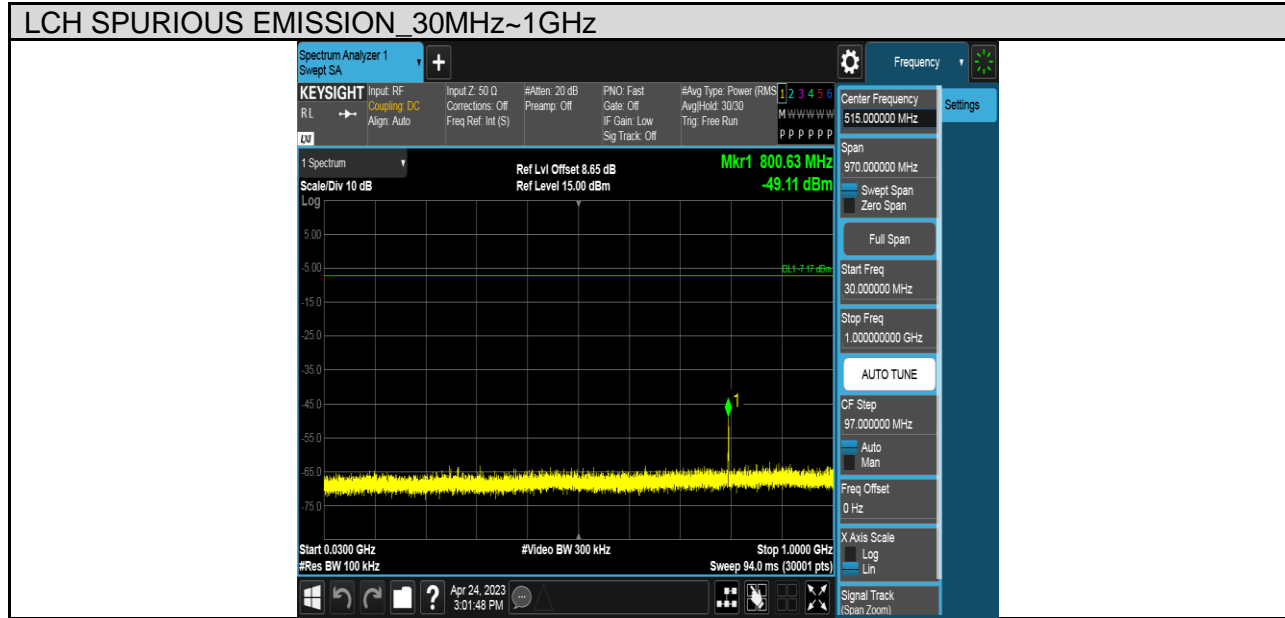 LCH SPURIOUS EMISSION_30MHz~1GHz
Spectrum Analyzer 1
Swept SA
+
Frequency
KEYSIGHT
RL
LXI
Input: RF
Coupling: DC
Align: Auto
Input Z: 50 Ω
Corrections: Off
Freq Ref: Int (S)
#Atten: 20 dB
Preamp: Off
PNO: Fast
Gate: Off
IF Gain: Low
Sig Track: Off
#Avg Type: Power (RMS
Avg|Hold: 30/30
Trig: Free Run
1 2 3 4 5 6
M W W W W W
P P P P P P
1 Spectrum
Scale/Div 10 dB
Ref Lvl Offset 8.65 dB
Ref Level 15.00 dBm
Mkr1 800.63 MHz
-49.11 dBm
Log
5.00
-5.00
DL1 -7.17 dBm
-15.0
-25.0
-35.0
-45.0
1
-55.0
-65.0
-75.0
Start 0.0300 GHz
#Video BW 300 kHz
Stop 1.0000 GHz
#Res BW 100 kHz
Sweep 94.0 ms (30001 pts)
?
Apr 24, 2023
3:01:48 PM
Center Frequency
515.000000 MHz
Settings
Span
970.000000 MHz
Swept Span
Zero Span
Full Span
Start Freq
30.000000 MHz
Stop Freq
1.000000000 GHz
AUTO TUNE
CF Step
97.000000 MHz
Auto
Man
Freq Offset
0 Hz
X Axis Scale
Log
Lin
Signal Track
(Span Zoom)